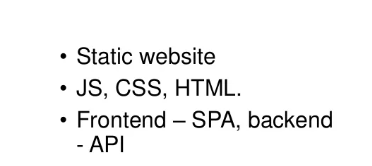 • Static website
• JS, CSS, HTML.
• Frontend – SPA, backend
- API